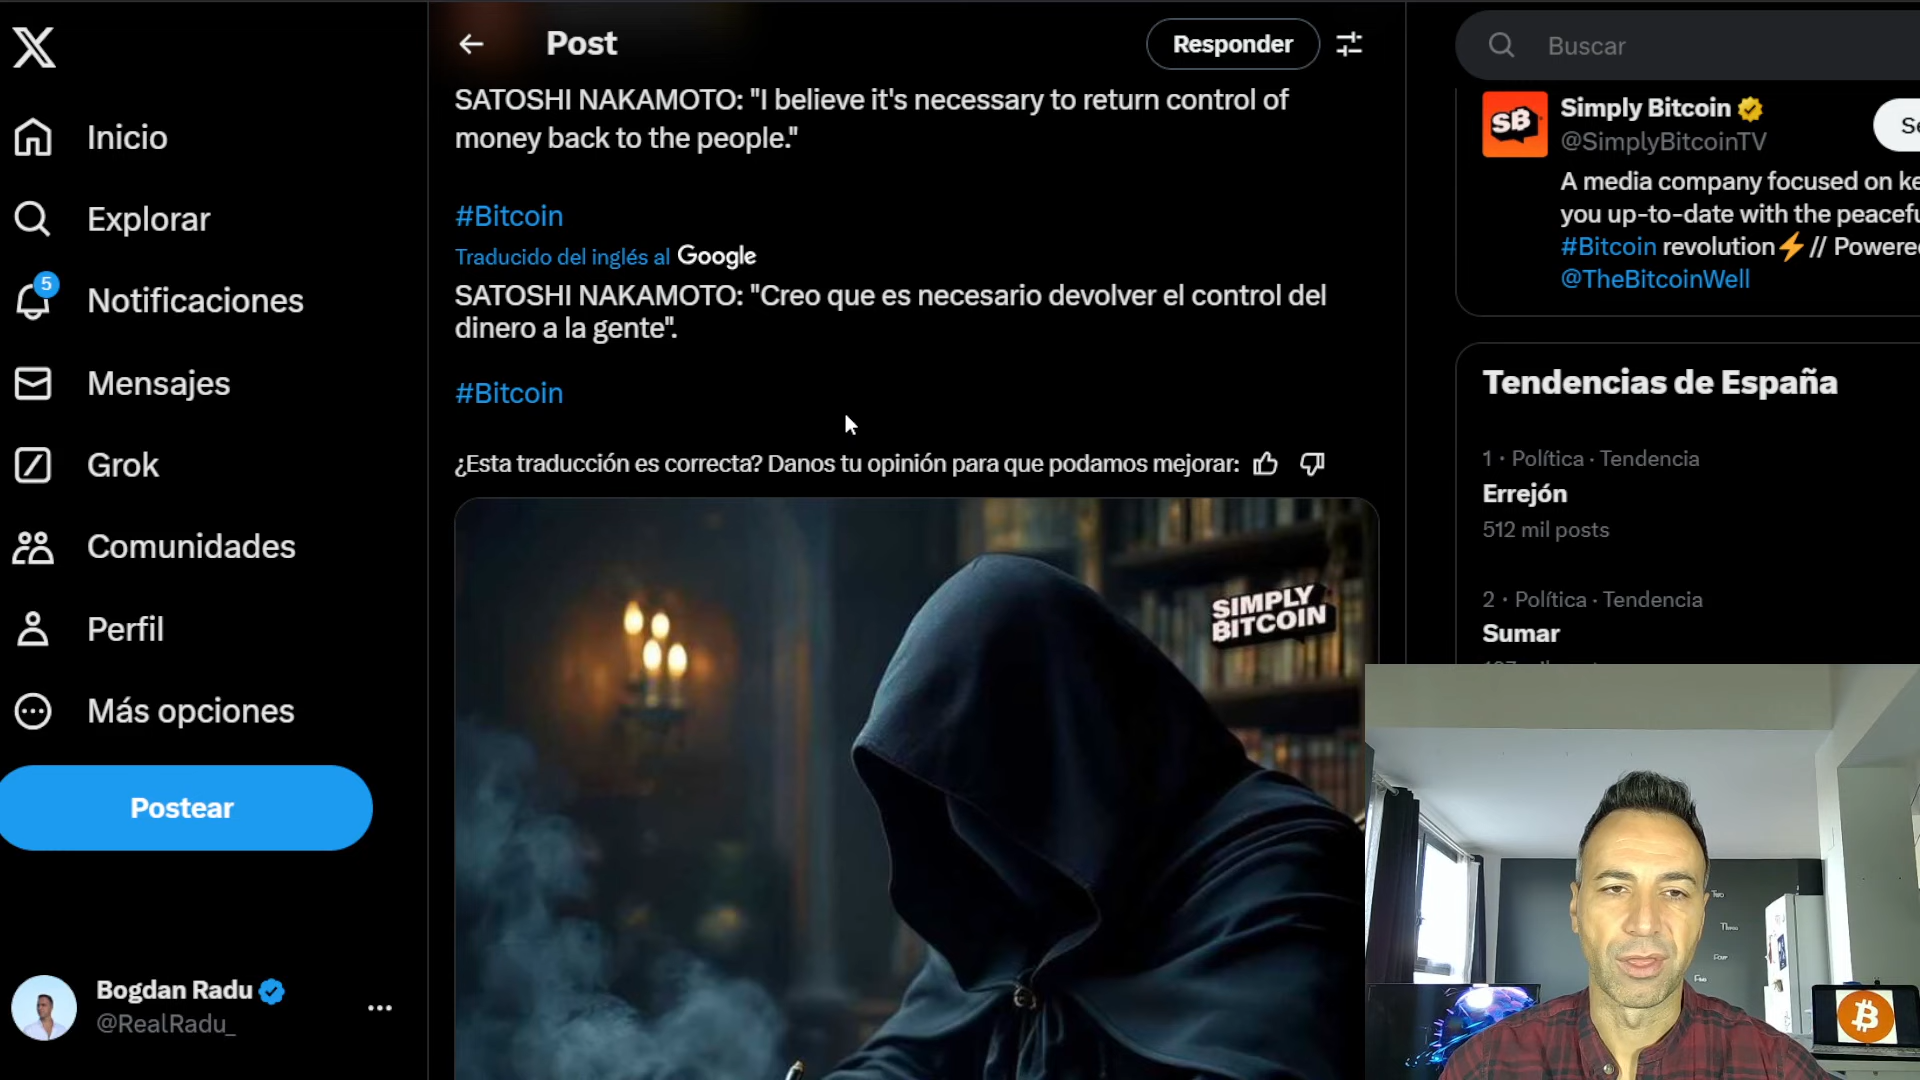 Post
Responder
Buscar
Inicio
Explorar
5
Notificaciones
Mensajes
Grok
Comunidades
Perfil
Más opciones
Postear
Bogdan Radu
@RealRadu_
SATOSHI NAKAMOTO: "I believe it's necessary to return control of
money back to the people."
#Bitcoin
Traducido del inglés al Google
SATOSHI NAKAMOTO: "Creo que es necesario devolver el control del
dinero a la gente".
#Bitcoin
¿Esta traducción es correcta? Danos tu opinión para que podamos mejorar:
SIMPLY
BITCOIN
SB
Simply Bitcoin
@SimplyBitcoinTV
A media company focused on ke
you up-to-date with the peacefu
#Bitcoin revolution⚡// Powered
@TheBitcoinWell
Tendencias de España
1 · Política · Tendencia
Errejón
512 mil posts
2 · Política · Tendencia
Sumar